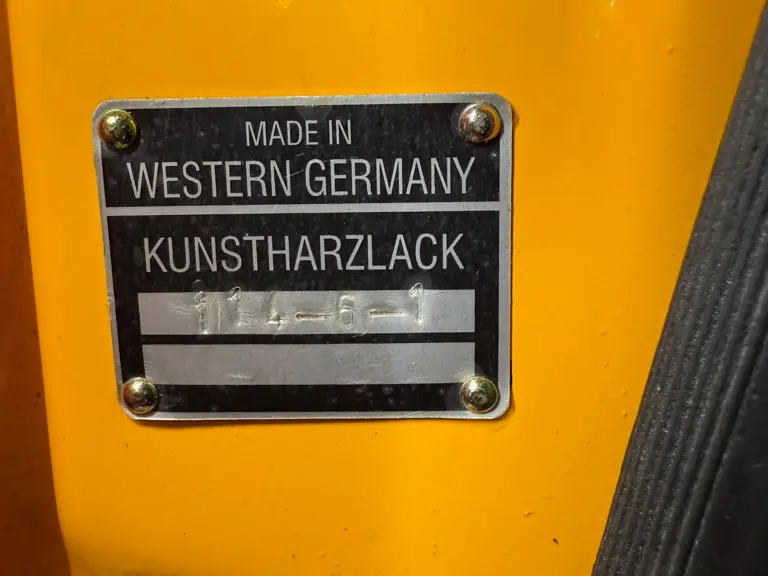 MADE IN
WESTERN GERMANY
KUNSTHARZLACK
114-6-1